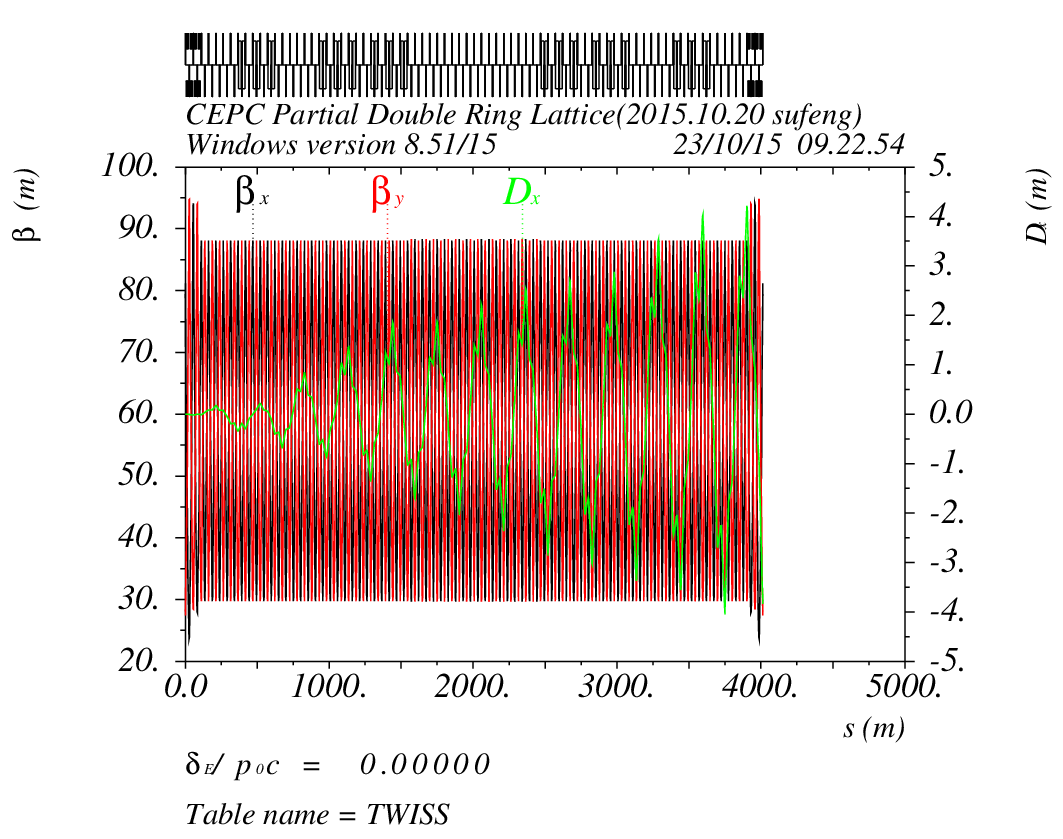 CEPC Partial Double Ring Lattice(2015.10.20 sufeng)
Windows version 8.51/15 23/10/15 09.22.54
β (m)
100.
90.
80.
70.
60.
50.
40.
30.
20.
βx βy Dx
5.
4.
3.
2.
1.
0.0
-1.
-2.
-3.
-4.
-5.
Dx (m)
0.0 1000. 2000. 3000. 4000. 5000.
s (m)
δE/ p0c = 0.00000
Table name = TWISS